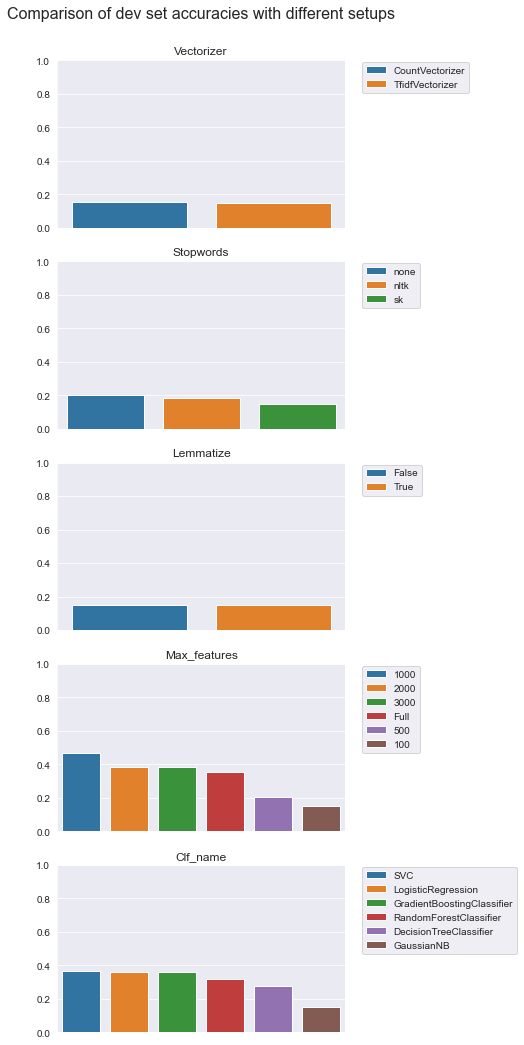 Comparison of dev set accuracies with different setups
Vectorizer
1.0
0.8
0.6
0.4
0.2
0.0
CountVectorizer
TfidfVectorizer
Stopwords
1.0
0.8
0.6
0.4
0.2
0.0
none
nltk
sk
Lemmatize
1.0
0.8
0.6
0.4
0.2
0.0
False
True
Max_features
1.0
0.8
0.6
0.4
0.2
0.0
1000
2000
3000
Full
500
100
Clf_name
1.0
0.8
0.6
0.4
0.2
0.0
SVC
LogisticRegression
GradientBoostingClassifier
RandomForestClassifier
DecisionTreeClassifier
GaussianNB